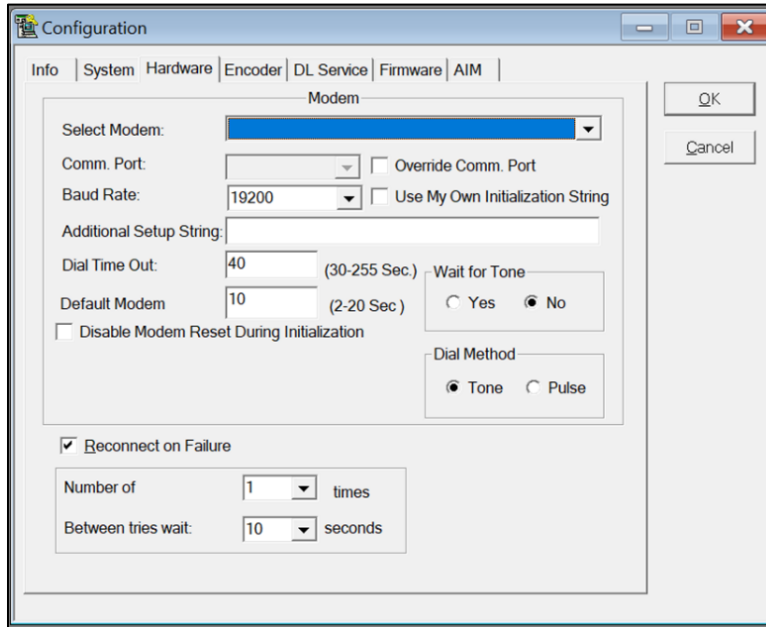 Configuration
Info System Hardware Encoder DL Service Firmware AIM
OK
Cancel
Modem
Select Modem:
Comm. Port: Override Comm. Port
Baud Rate: 19200 Use My Own Initialization String
Additional Setup String:
Dial Time Out: 40 (30-255 Sec.)
Default Modem 10 (2-20 Sec )
Disable Modem Reset During Initialization
Wait for Tone
Yes No
Dial Method
Tone Pulse
Reconnect on Failure
Number of 1 times
Between tries wait: 10 seconds